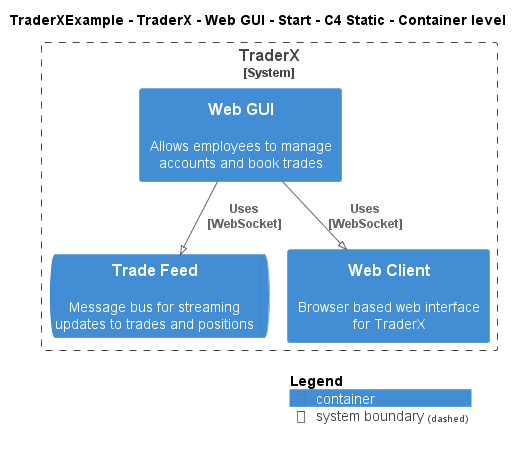 TraderXExample - TraderX - Web GUI - Start - C4 Static - Container level
TraderX
[System]
Web GUI
Allows employees to manage
accounts and book trades
Uses
[WebSocket]
Uses
[WebSocket]
Trade Feed
Message bus for streaming
updates to trades and positions
Web Client
Browser based web interface
for TraderX
Legend
container
system boundary (dashed)